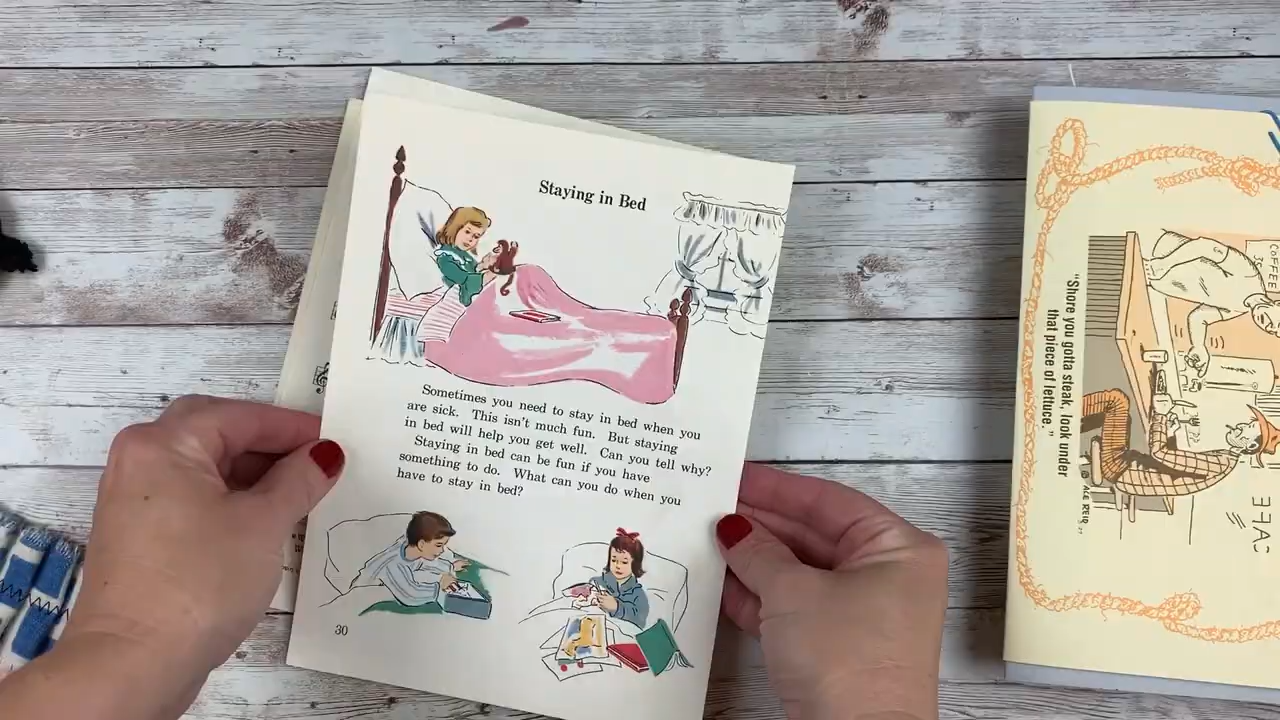 Staying in Bed
Sometimes you need to stay in bed when you
are sick. This isn't much fun. But staying
in bed will help you get well. Can you tell why?
Staying in bed can be fun if you have
something to do. What can you do when you
have to stay in bed?
30
"Shore you gotta steak, look under
that piece of lettuce."
ACE REID
COFFEE
CAFE